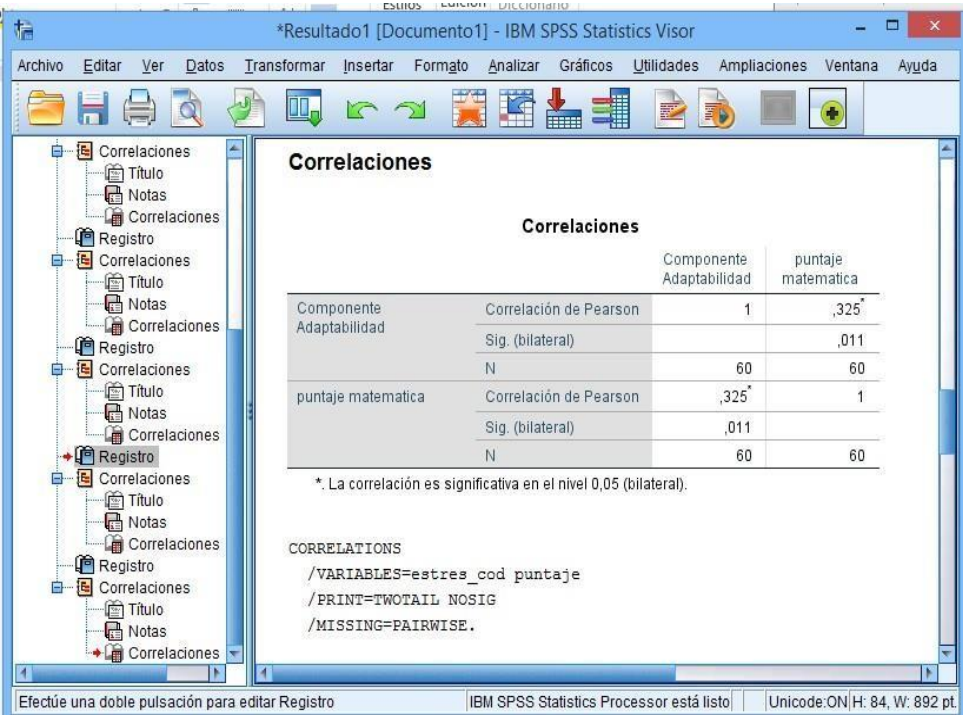 Estilos Edición Diccionario
*Resultado1 [Documento1] - IBM SPSS Statistics Visor
Archivo Editar Ver Datos Transformar Insertar Formato Analizar Gráficos Utilidades Ampliaciones Ventana Ayuda
Correlaciones
Título
Notas
Correlaciones
Registro
Correlaciones
Título
Notas
Correlaciones
Registro
Correlaciones
Título
Notas
Correlaciones
Registro
Correlaciones
Título
Notas
Correlaciones
Registro
Correlaciones
Título
Notas
Correlaciones
Correlaciones
Correlaciones
Componente puntaje
Adaptabilidad matematica
Componente Correlación de Pearson 1 ,325*
Adaptabilidad
Sig. (bilateral) ,011
N 60 60
puntaje matematica Correlación de Pearson ,325* 1
Sig. (bilateral) ,011
N 60 60
*. La correlación es significativa en el nivel 0,05 (bilateral).
CORRELATIONS
/VARIABLES=estres_cod puntaje
/PRINT=TWOTAIL NOSIG
/MISSING=PAIRWISE.
Efectúe una doble pulsación para editar Registro IBM SPSS Statistics Processor está listo Unicode:ON H: 84, W: 892 pt.